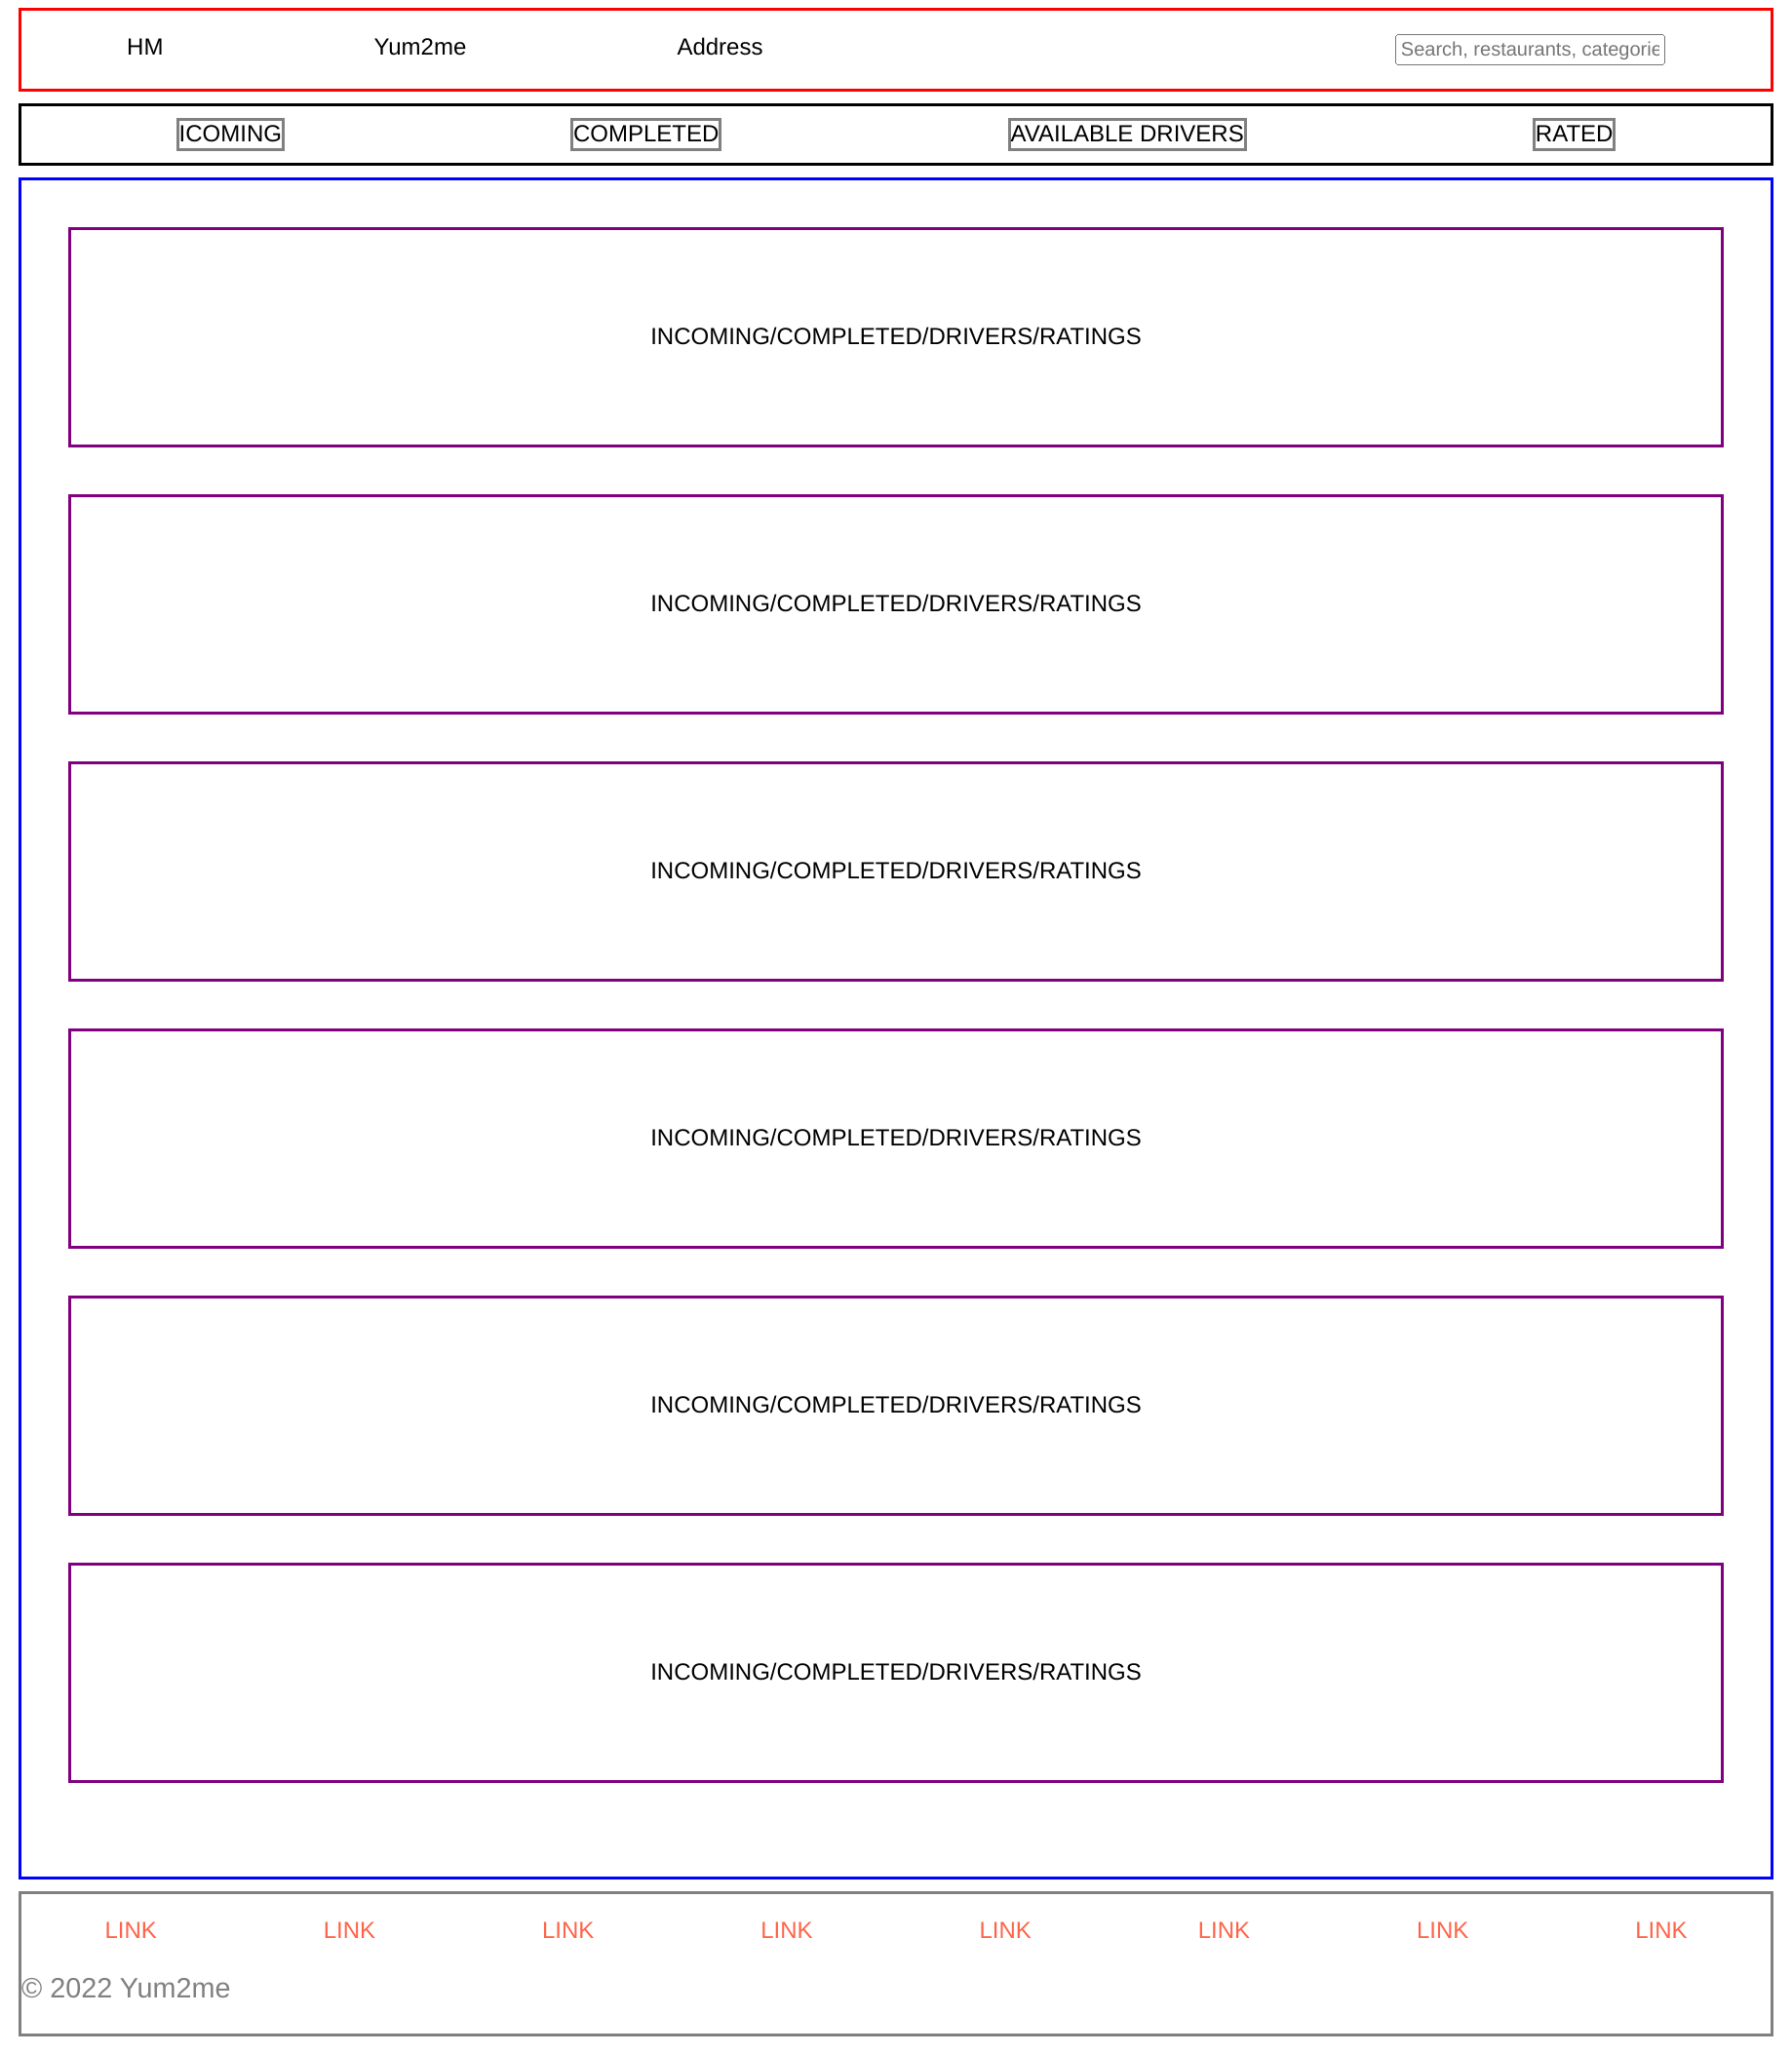 HM Yum2me Address Search, restaurants, categorie
ICOMING COMPLETED AVAILABLE DRIVERS RATED
INCOMING/COMPLETED/DRIVERS/RATINGS
INCOMING/COMPLETED/DRIVERS/RATINGS
INCOMING/COMPLETED/DRIVERS/RATINGS
INCOMING/COMPLETED/DRIVERS/RATINGS
INCOMING/COMPLETED/DRIVERS/RATINGS
INCOMING/COMPLETED/DRIVERS/RATINGS
LINK LINK LINK LINK LINK LINK LINK LINK
© 2022 Yum2me